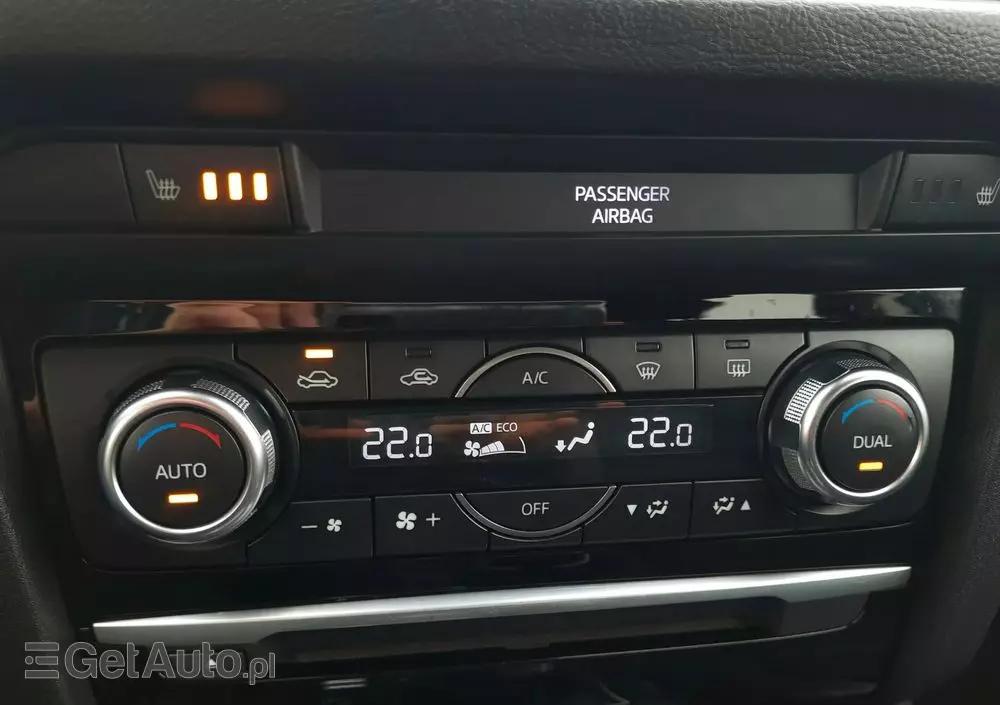 PASSENGER
AIRBAG
A/C
A/C ECO
22.0
22.0
AUTO
DUAL
OFF
− +
GetAuto.pl